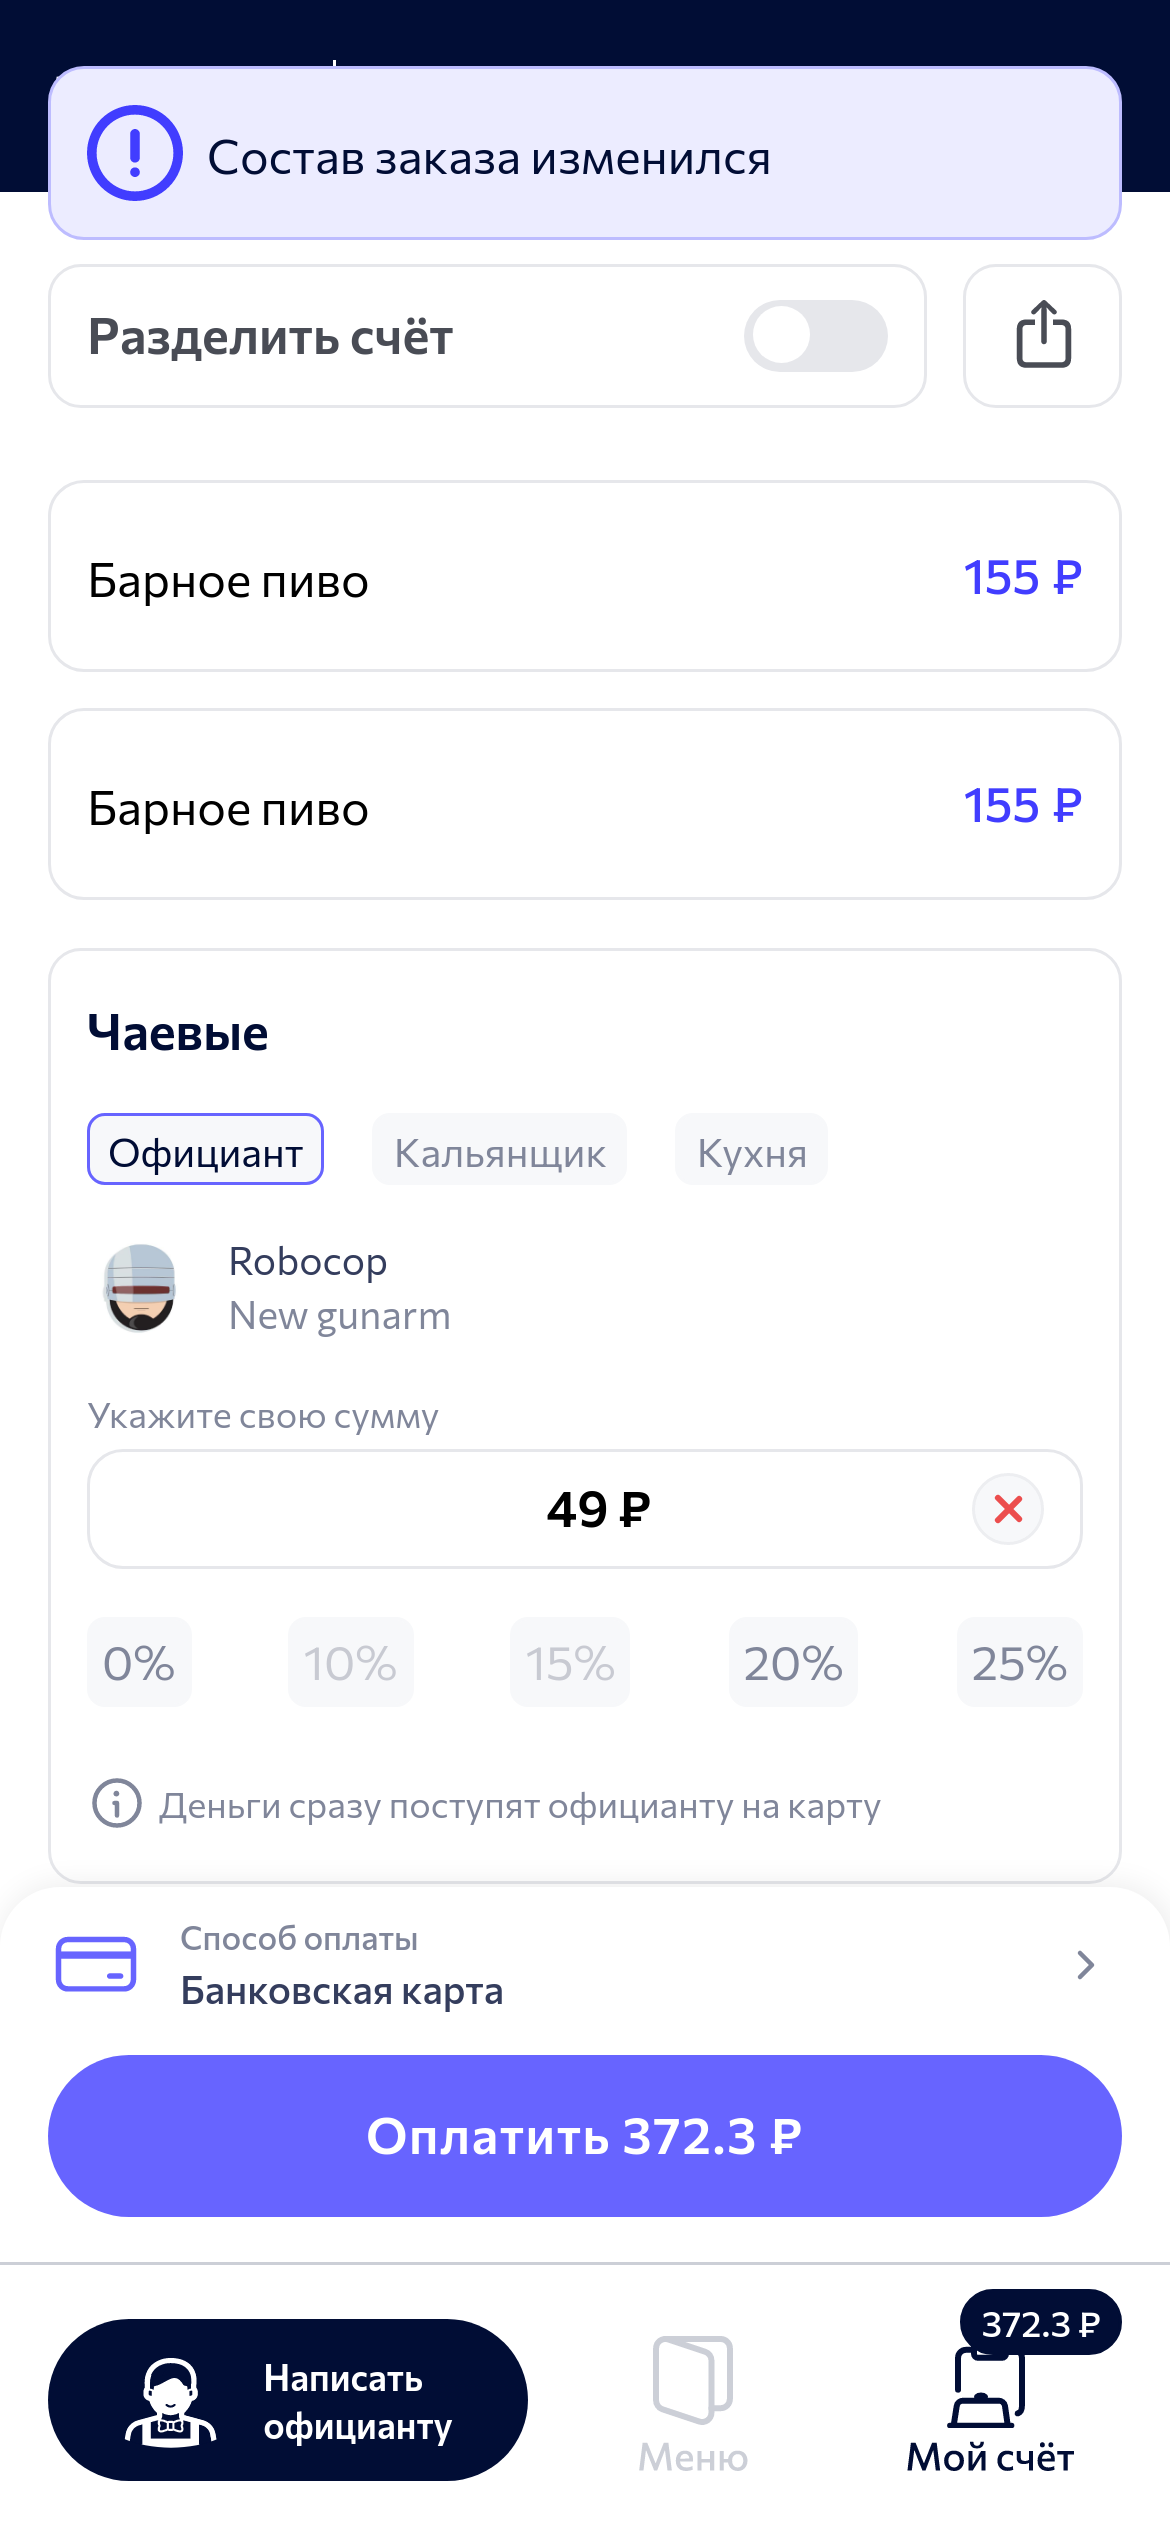 Состав заказа изменился
Разделить счёт
Барное пиво 155 ₽
Барное пиво 155 ₽
Чаевые
Официант Кальянщик Кухня
Robocop
New gunarm
Укажите свою сумму
49 ₽
0% 10% 15% 20% 25%
Деньги сразу поступят официанту на карту
Способ оплаты
Банковская карта
Оплатить 372.3 ₽
372.3 ₽
Написать
официанту
Меню
Мой счёт